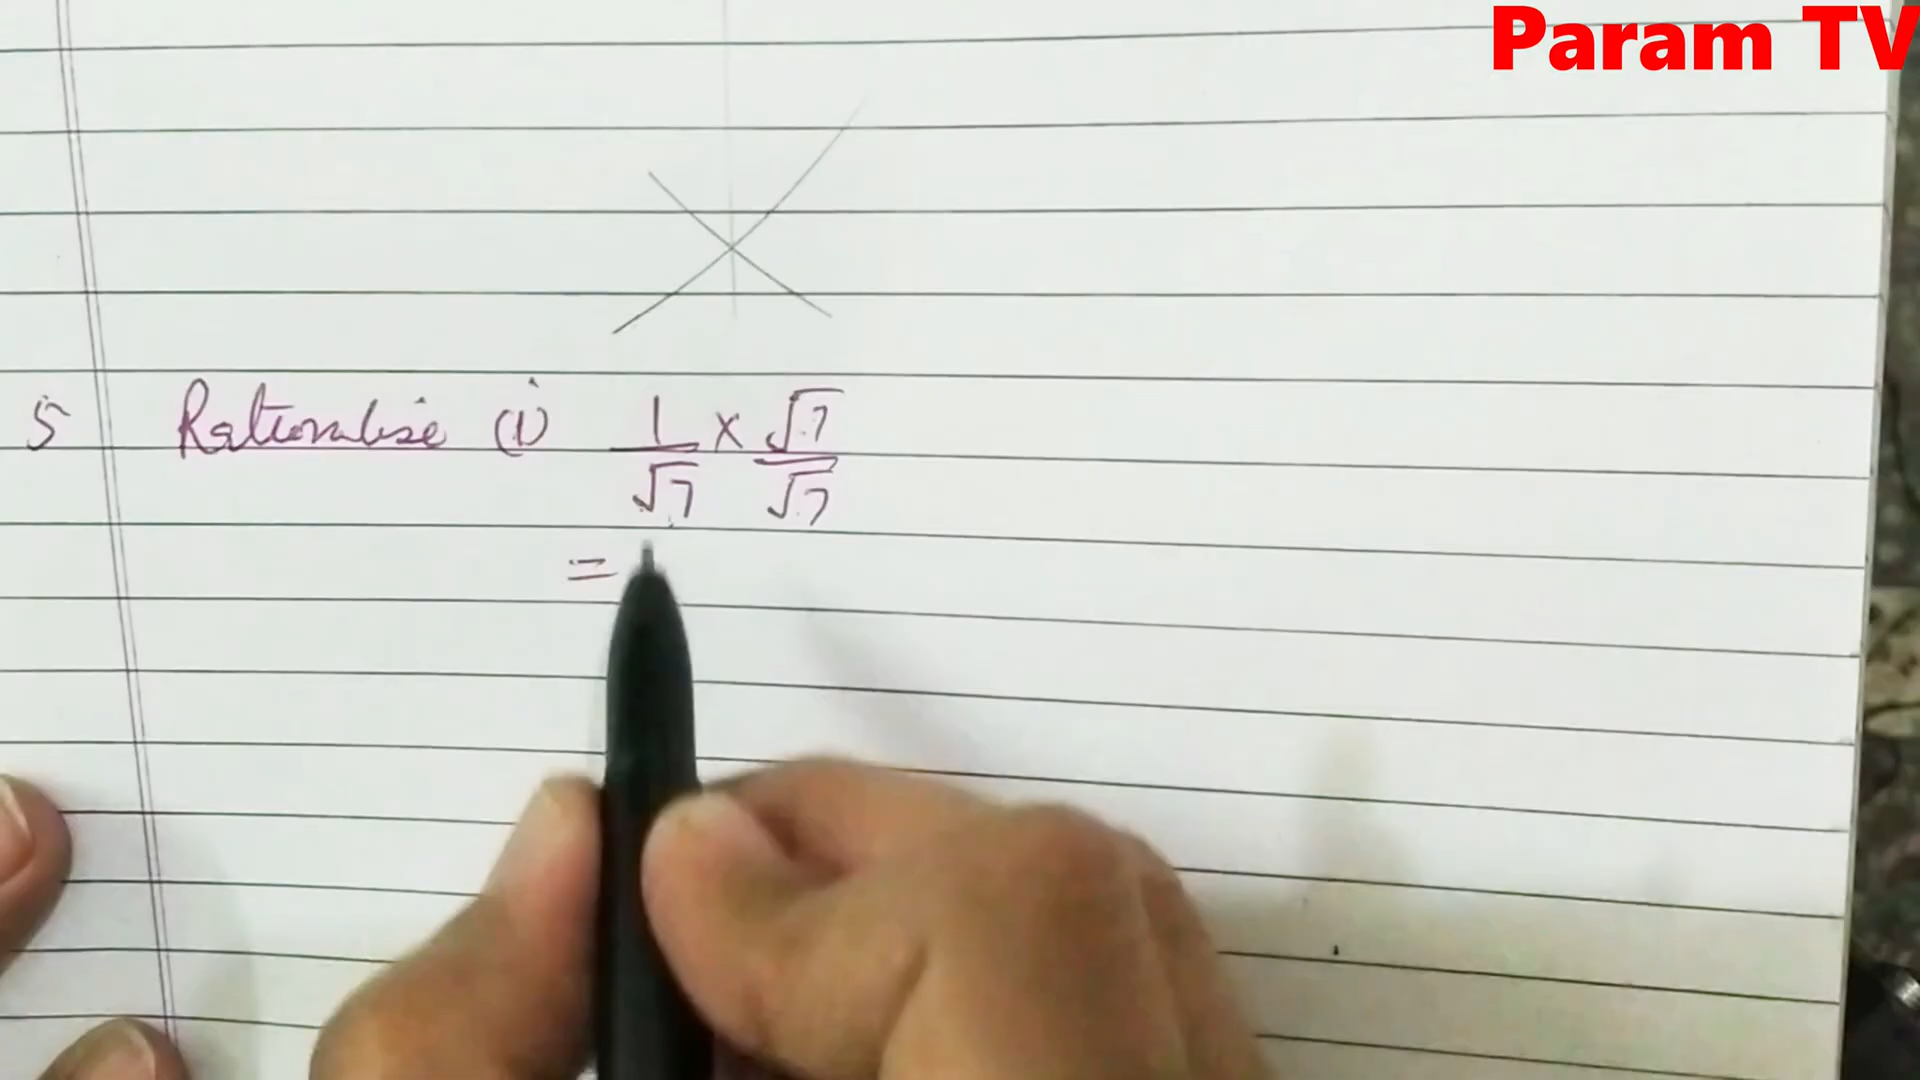 Param TV
5 Rationalise (i) 1/√7 × √7/√7
=